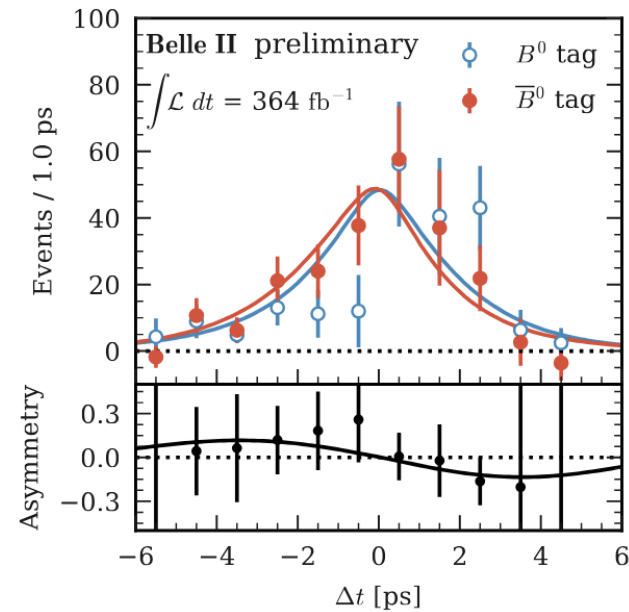 Belle II preliminary
∫ℒ dt = 364 fb⁻¹
B⁰ tag
B̅⁰ tag
Events / 1.0 ps
100
80
60
40
20
0
Asymmetry
0.3
0.0
−0.3
−6 −4 −2 0 2 4 6
Δt [ps]